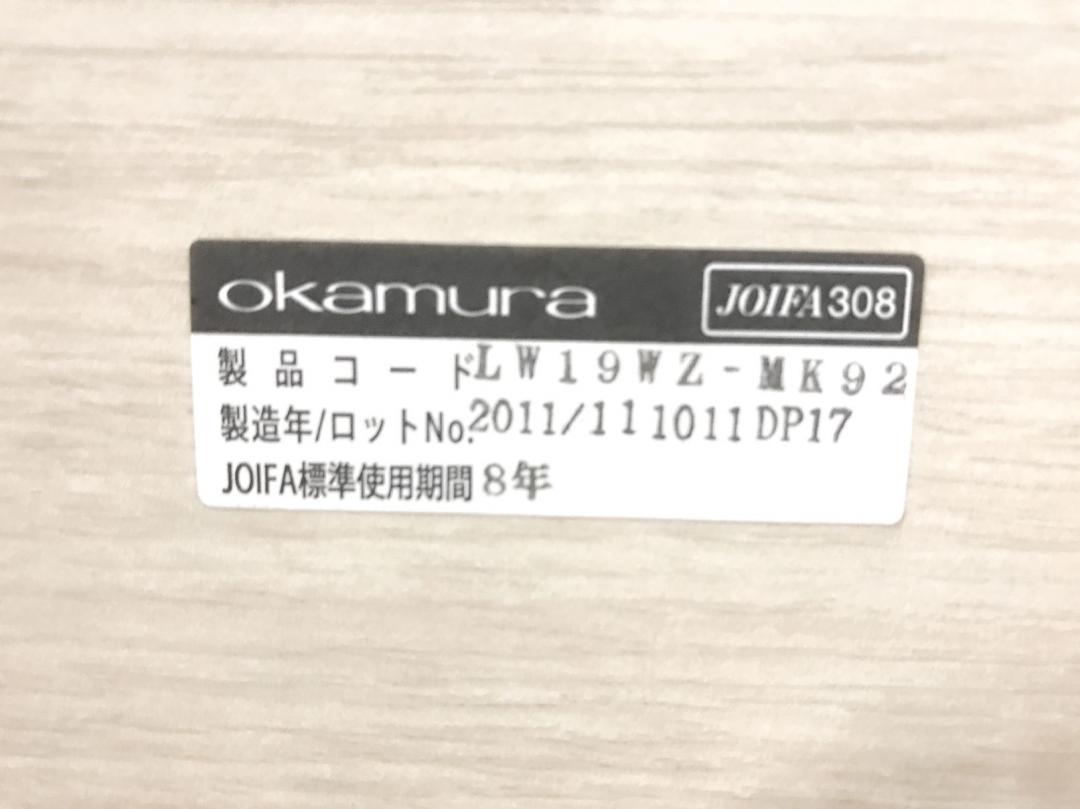 okamura JOIFA308
製品コードLW19WZ-MK92
製造年/ロットNo.2011/11 1011DP17
JOIFA標準使用期間 8年